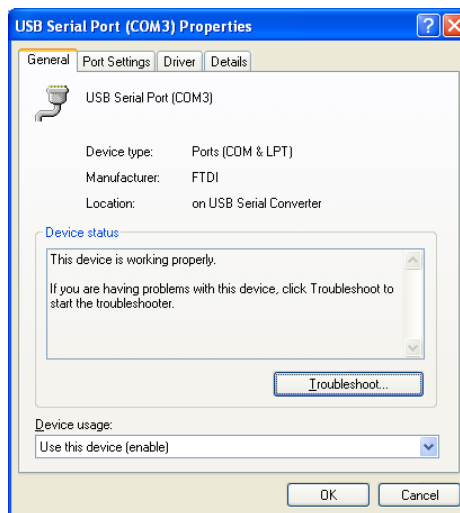 USB Serial Port (COM3) Properties
General Port Settings Driver Details
USB Serial Port (COM3)
Device type: Ports (COM & LPT)
Manufacturer: FTDI
Location: on USB Serial Converter
Device status
This device is working properly.
If you are having problems with this device, click Troubleshoot to
start the troubleshooter.
Troubleshoot...
Device usage:
Use this device (enable)
OK Cancel